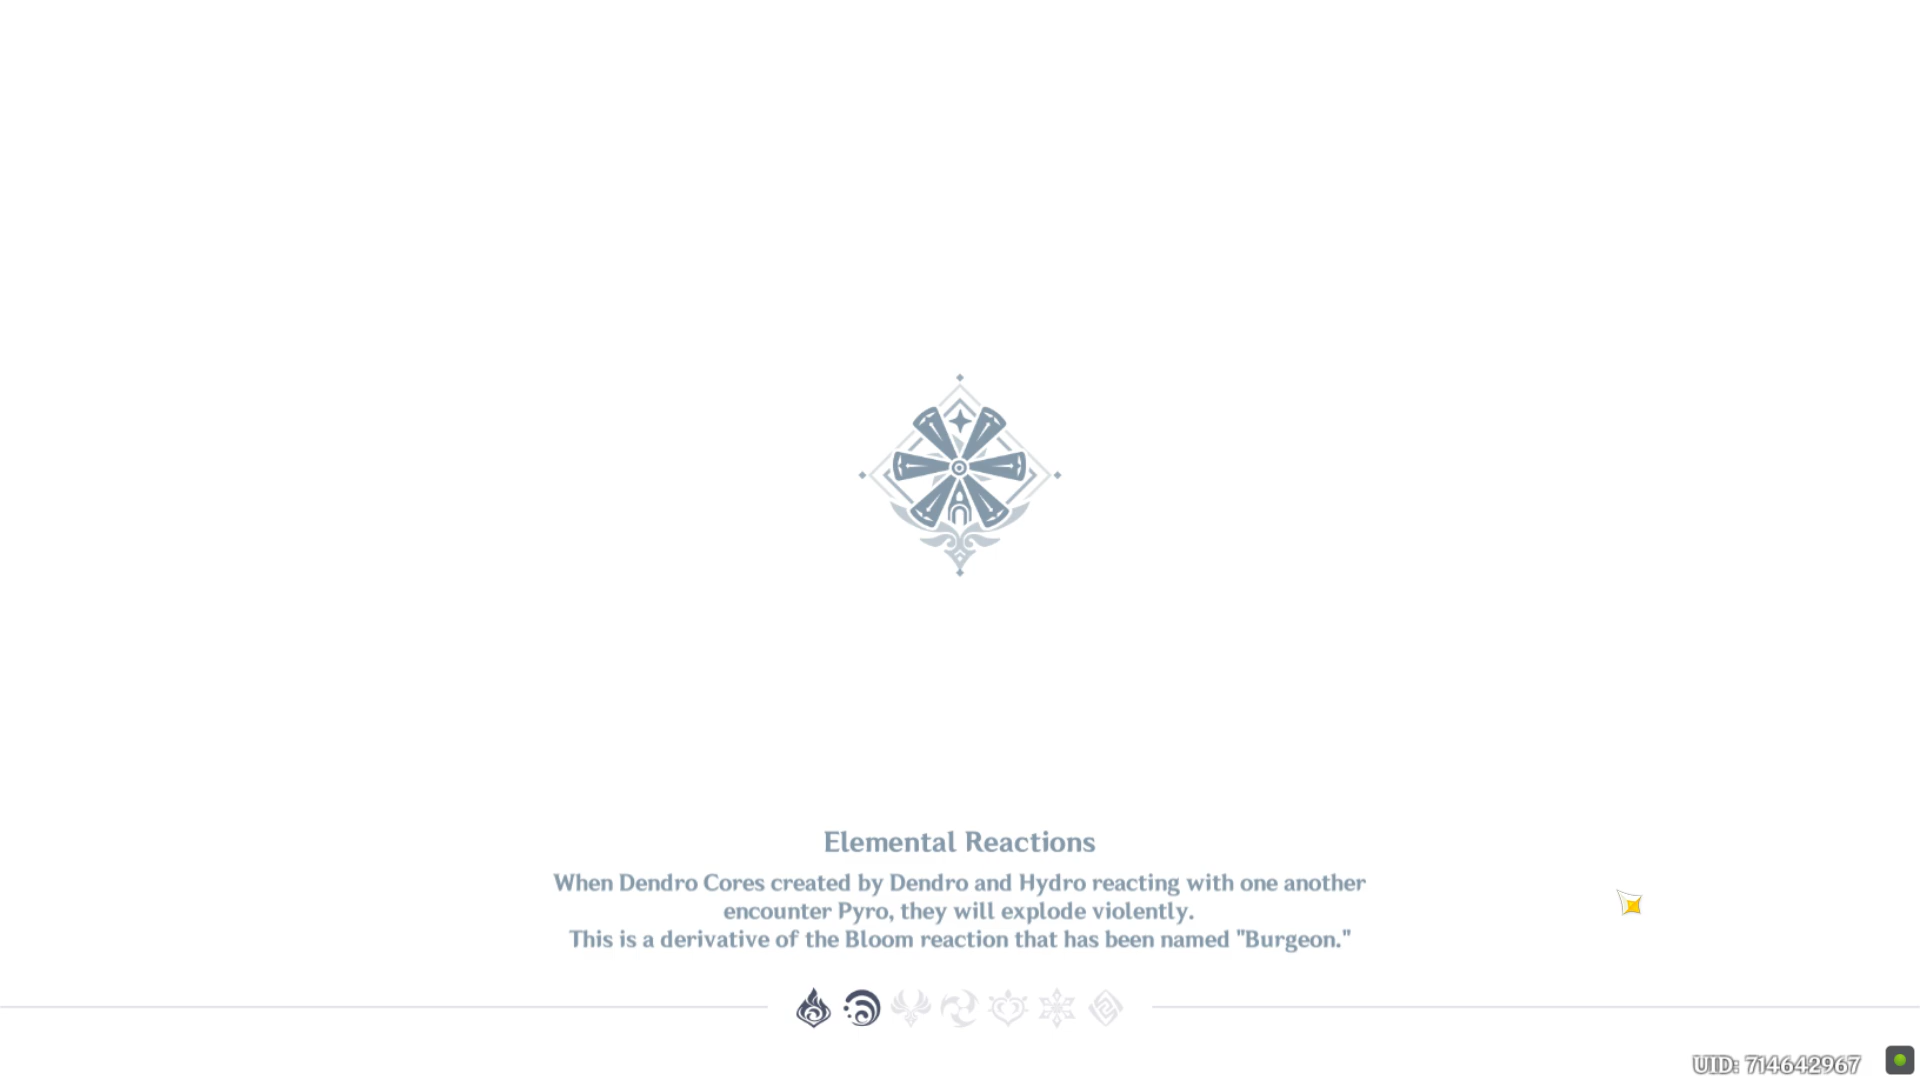 Elemental Reactions
When Dendro Cores created by Dendro and Hydro reacting with one another
encounter Pyro, they will explode violently.
This is a derivative of the Bloom reaction that has been named "Burgeon."
UID: 714642967